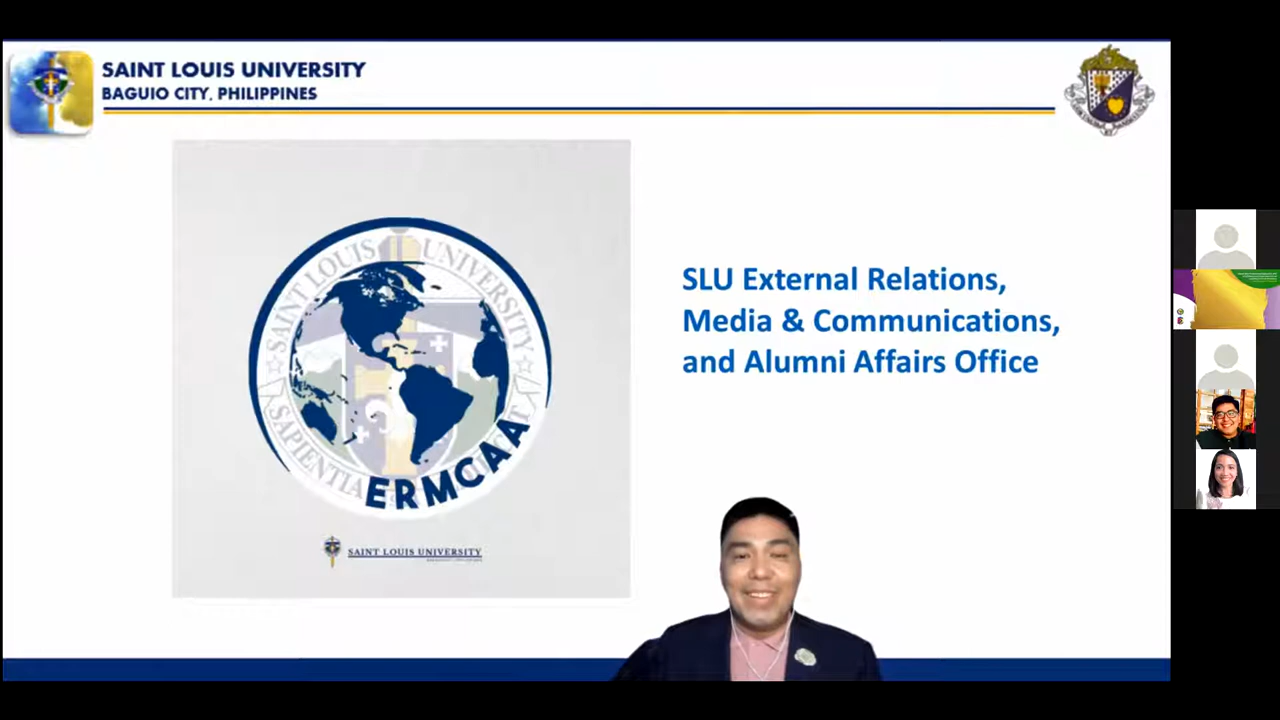 SAINT LOUIS UNIVERSITY
BAGUIO CITY, PHILIPPINES
SAINT LOUIS UNIVERSITY
SAPIENTIA
ERMCAAT
SAINT LOUIS UNIVERSITY
SLU External Relations,
Media & Communications,
and Alumni Affairs Office